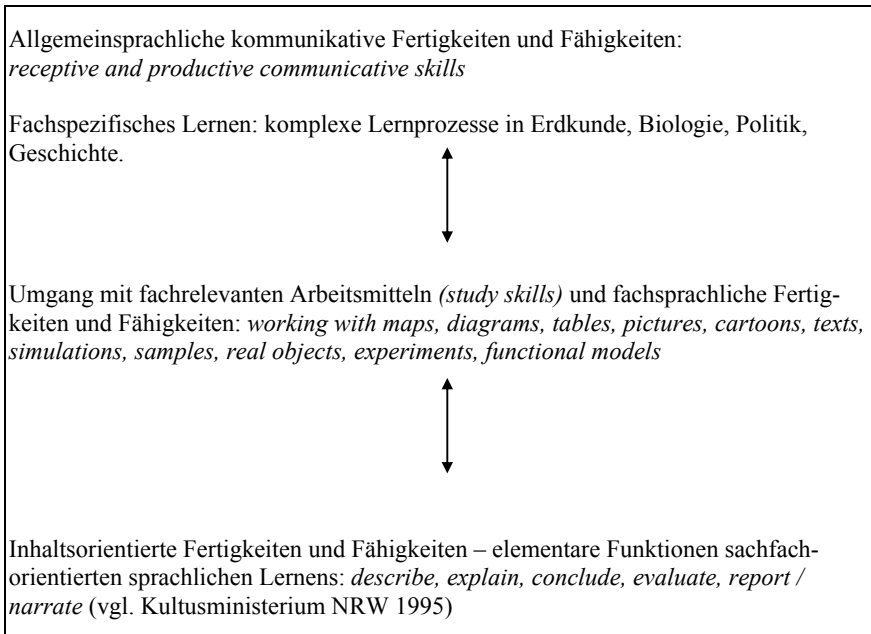 Allgemeinsprachliche kommunikative Fertigkeiten und Fähigkeiten:
receptive and productive communicative skills
Fachspezifisches Lernen: komplexe Lernprozesse in Erdkunde, Biologie, Politik,
Geschichte.
Umgang mit fachrelevanten Arbeitsmitteln (study skills) und fachsprachliche Fertig-
keiten und Fähigkeiten: working with maps, diagrams, tables, pictures, cartoons, texts,
simulations, samples, real objects, experiments, functional models
Inhaltsorientierte Fertigkeiten und Fähigkeiten – elementare Funktionen sachfach-
orientierten sprachlichen Lernens: describe, explain, conclude, evaluate, report /
narrate (vgl. Kultusministerium NRW 1995)